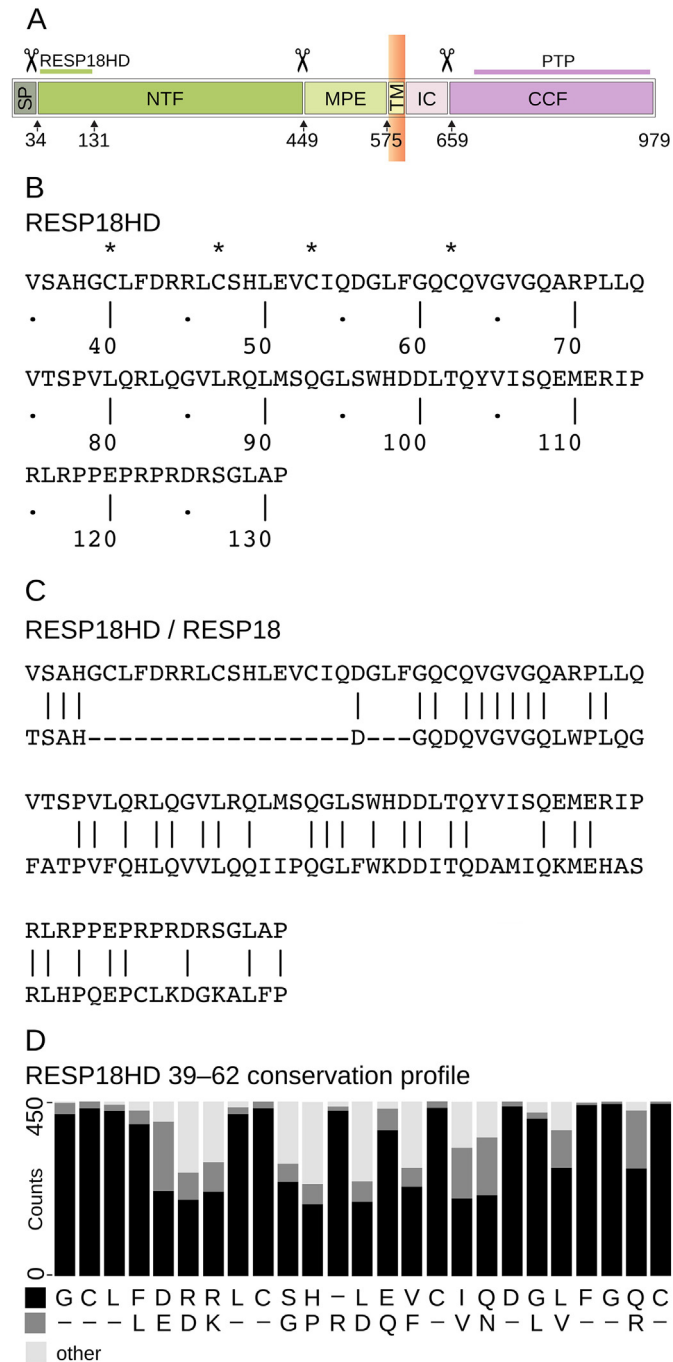 A
RESP18HD PTP
SP NTF MPE TM IC CCF
34 131 449 575 659 979
B
RESP18HD
* * * *
VSAHGCLFDRRLCSHLEVCIQDGLFGQCQVGVGQARPLLQ
40 50 60 70
VTSPVLQRLQGVLRQLMSQGLSWHDDLTQYVISQEMERIP
80 90 100 110
RLRPPEPRPRDRSGLAP
120 130
C
RESP18HD / RESP18
VSAHGCLFDRRLCSHLEVCIQDGLFGQCQVGVGQARPLLQ
TSAH-----------------D---GQDQVGVGQLWPLQG
VTSPVLQRLQGVLRQLMSQGLSWHDDLTQYVISQEMERIP
FATPVFQHLQVVLQQIIPQGLFWKDDITQDAMIQKMEHAS
RLRPPEPRPRDRSGLAP
RLHPQEPCLKDGKALFP
D
RESP18HD 39–62 conservation profile
450
Counts
0
G C L F D R R L C S H – L E V C I Q D G L F G Q C
– – – L E D K – – G P R D Q F – V N – L V – – R –
other